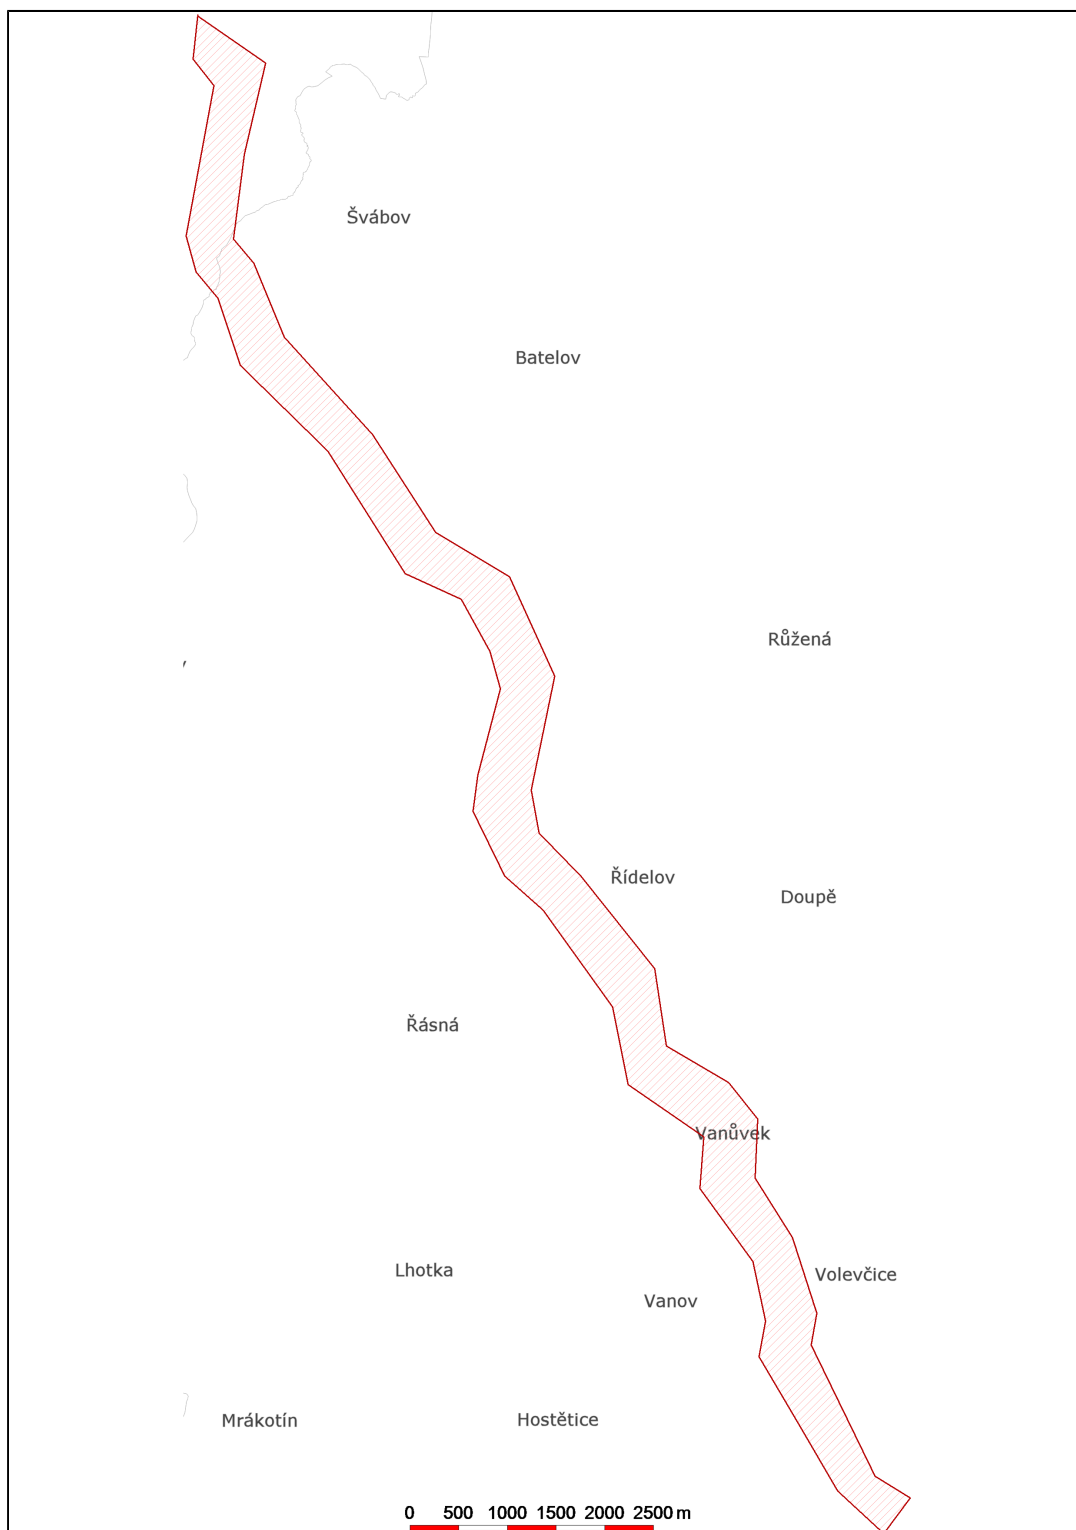 Švábov
Batelov
Růžená
Řídelov
Doupě
Řásná
Vanůvek
Lhotka
Volevčice
Vanov
Mrákotín
Hostětice
0 500 1000 1500 2000 2500 m